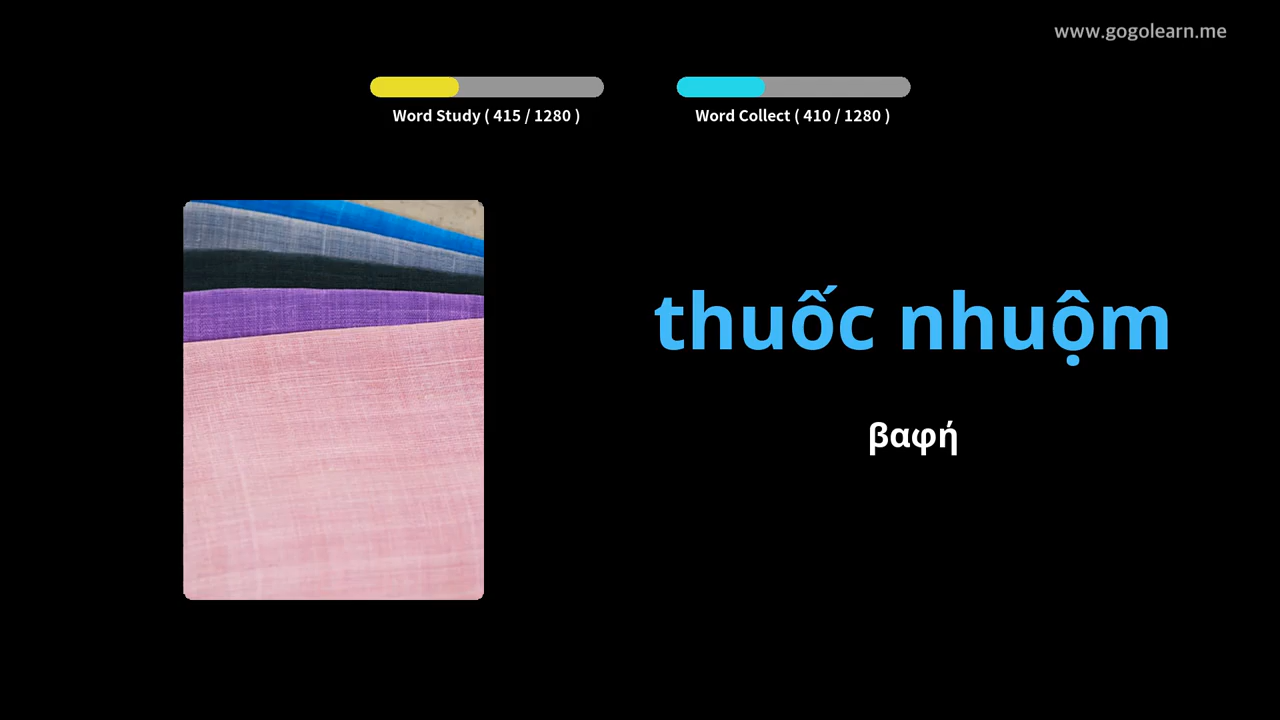 www.gogolearn.me
Word Study ( 415 / 1280 )
Word Collect ( 410 / 1280 )
thuốc nhuộm
βαφή